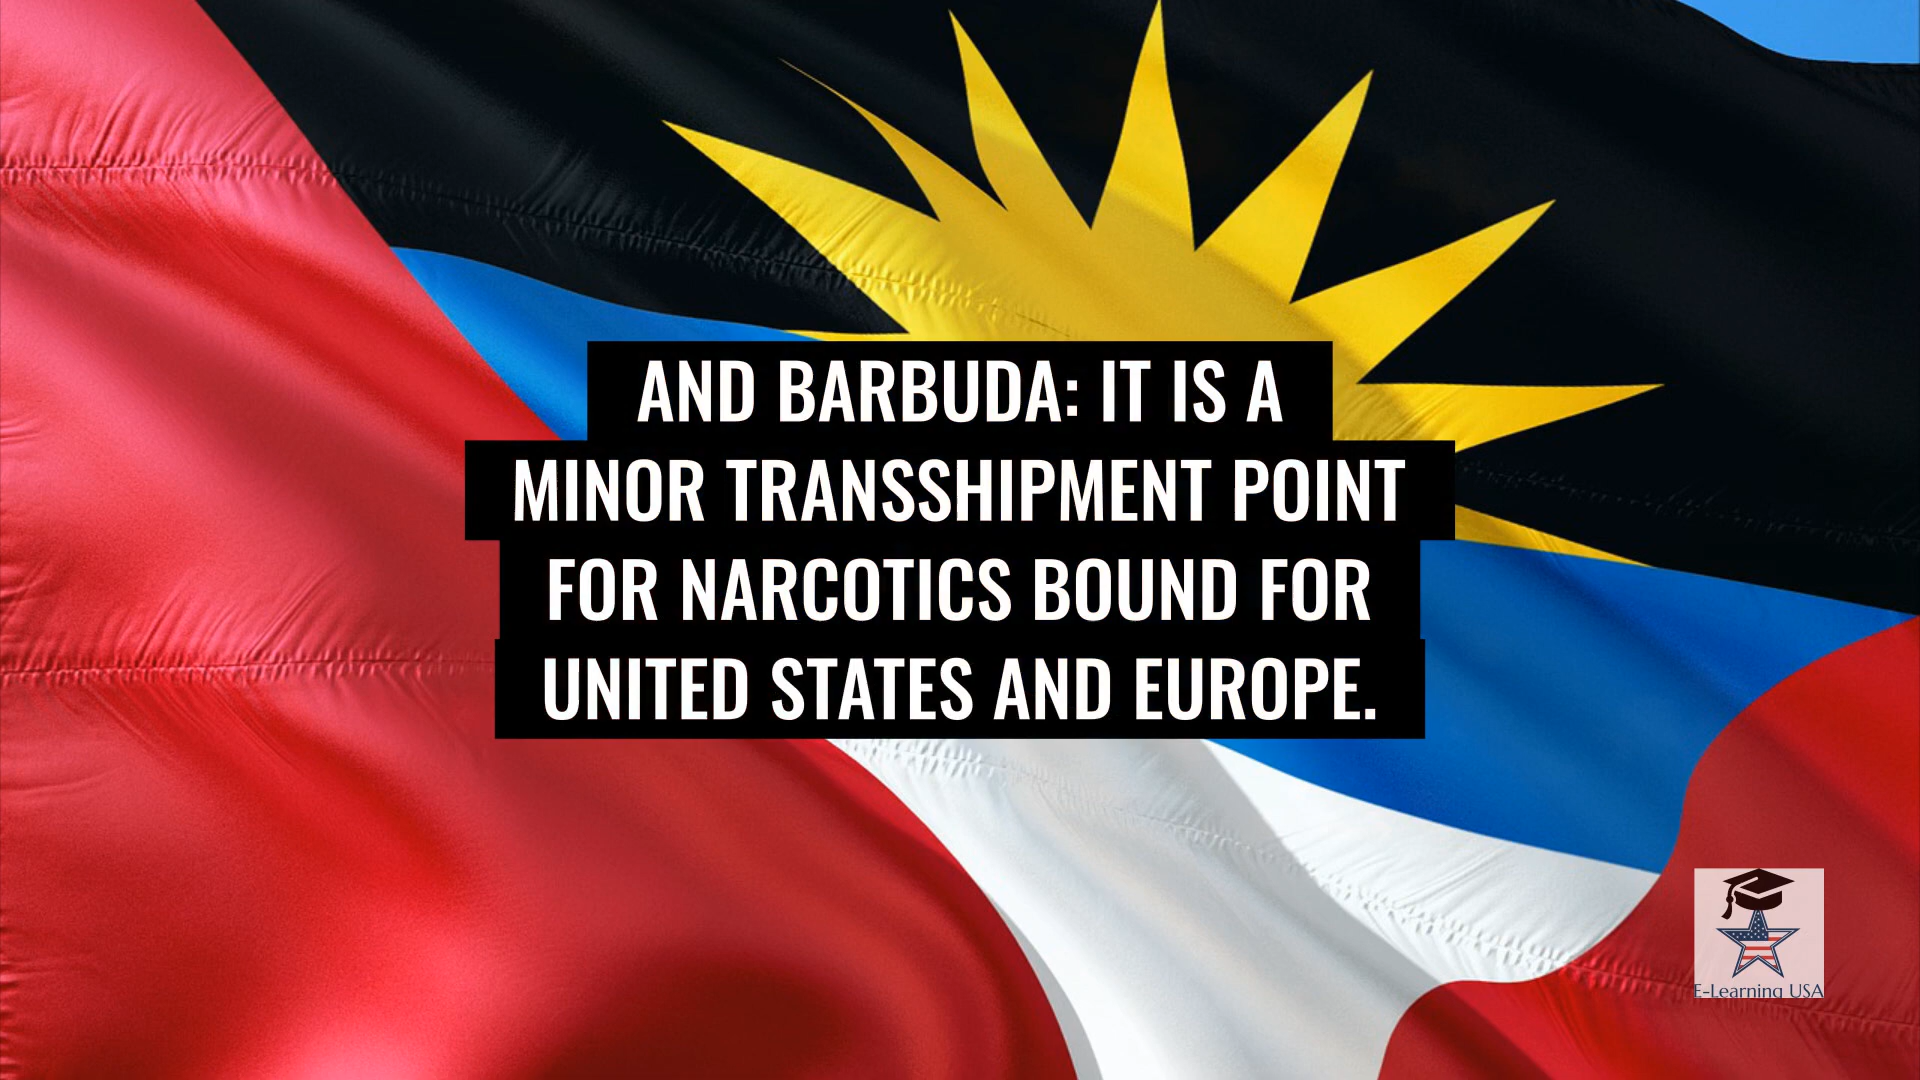 AND BARBUDA: IT IS A
MINOR TRANSSHIPMENT POINT
FOR NARCOTICS BOUND FOR
UNITED STATES AND EUROPE.
E-Learning USA